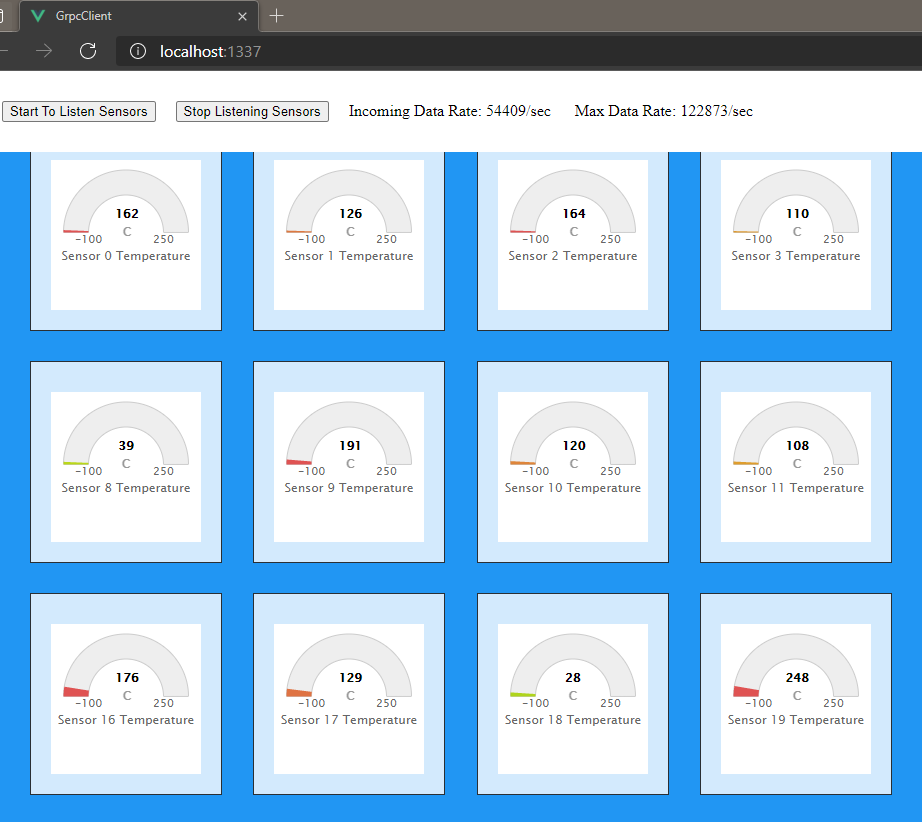 GrpcClient
localhost:1337
Start To Listen Sensors Stop Listening Sensors Incoming Data Rate: 54409/sec Max Data Rate: 122873/sec
162 126 164 110
C C C C
-100 250 -100 250 -100 250 -100 250
Sensor 0 Temperature Sensor 1 Temperature Sensor 2 Temperature Sensor 3 Temperature
39 191 120 108
C C C C
-100 250 -100 250 -100 250 -100 250
Sensor 8 Temperature Sensor 9 Temperature Sensor 10 Temperature Sensor 11 Temperature
176 129 28 248
C C C C
-100 250 -100 250 -100 250 -100 250
Sensor 16 Temperature Sensor 17 Temperature Sensor 18 Temperature Sensor 19 Temperature